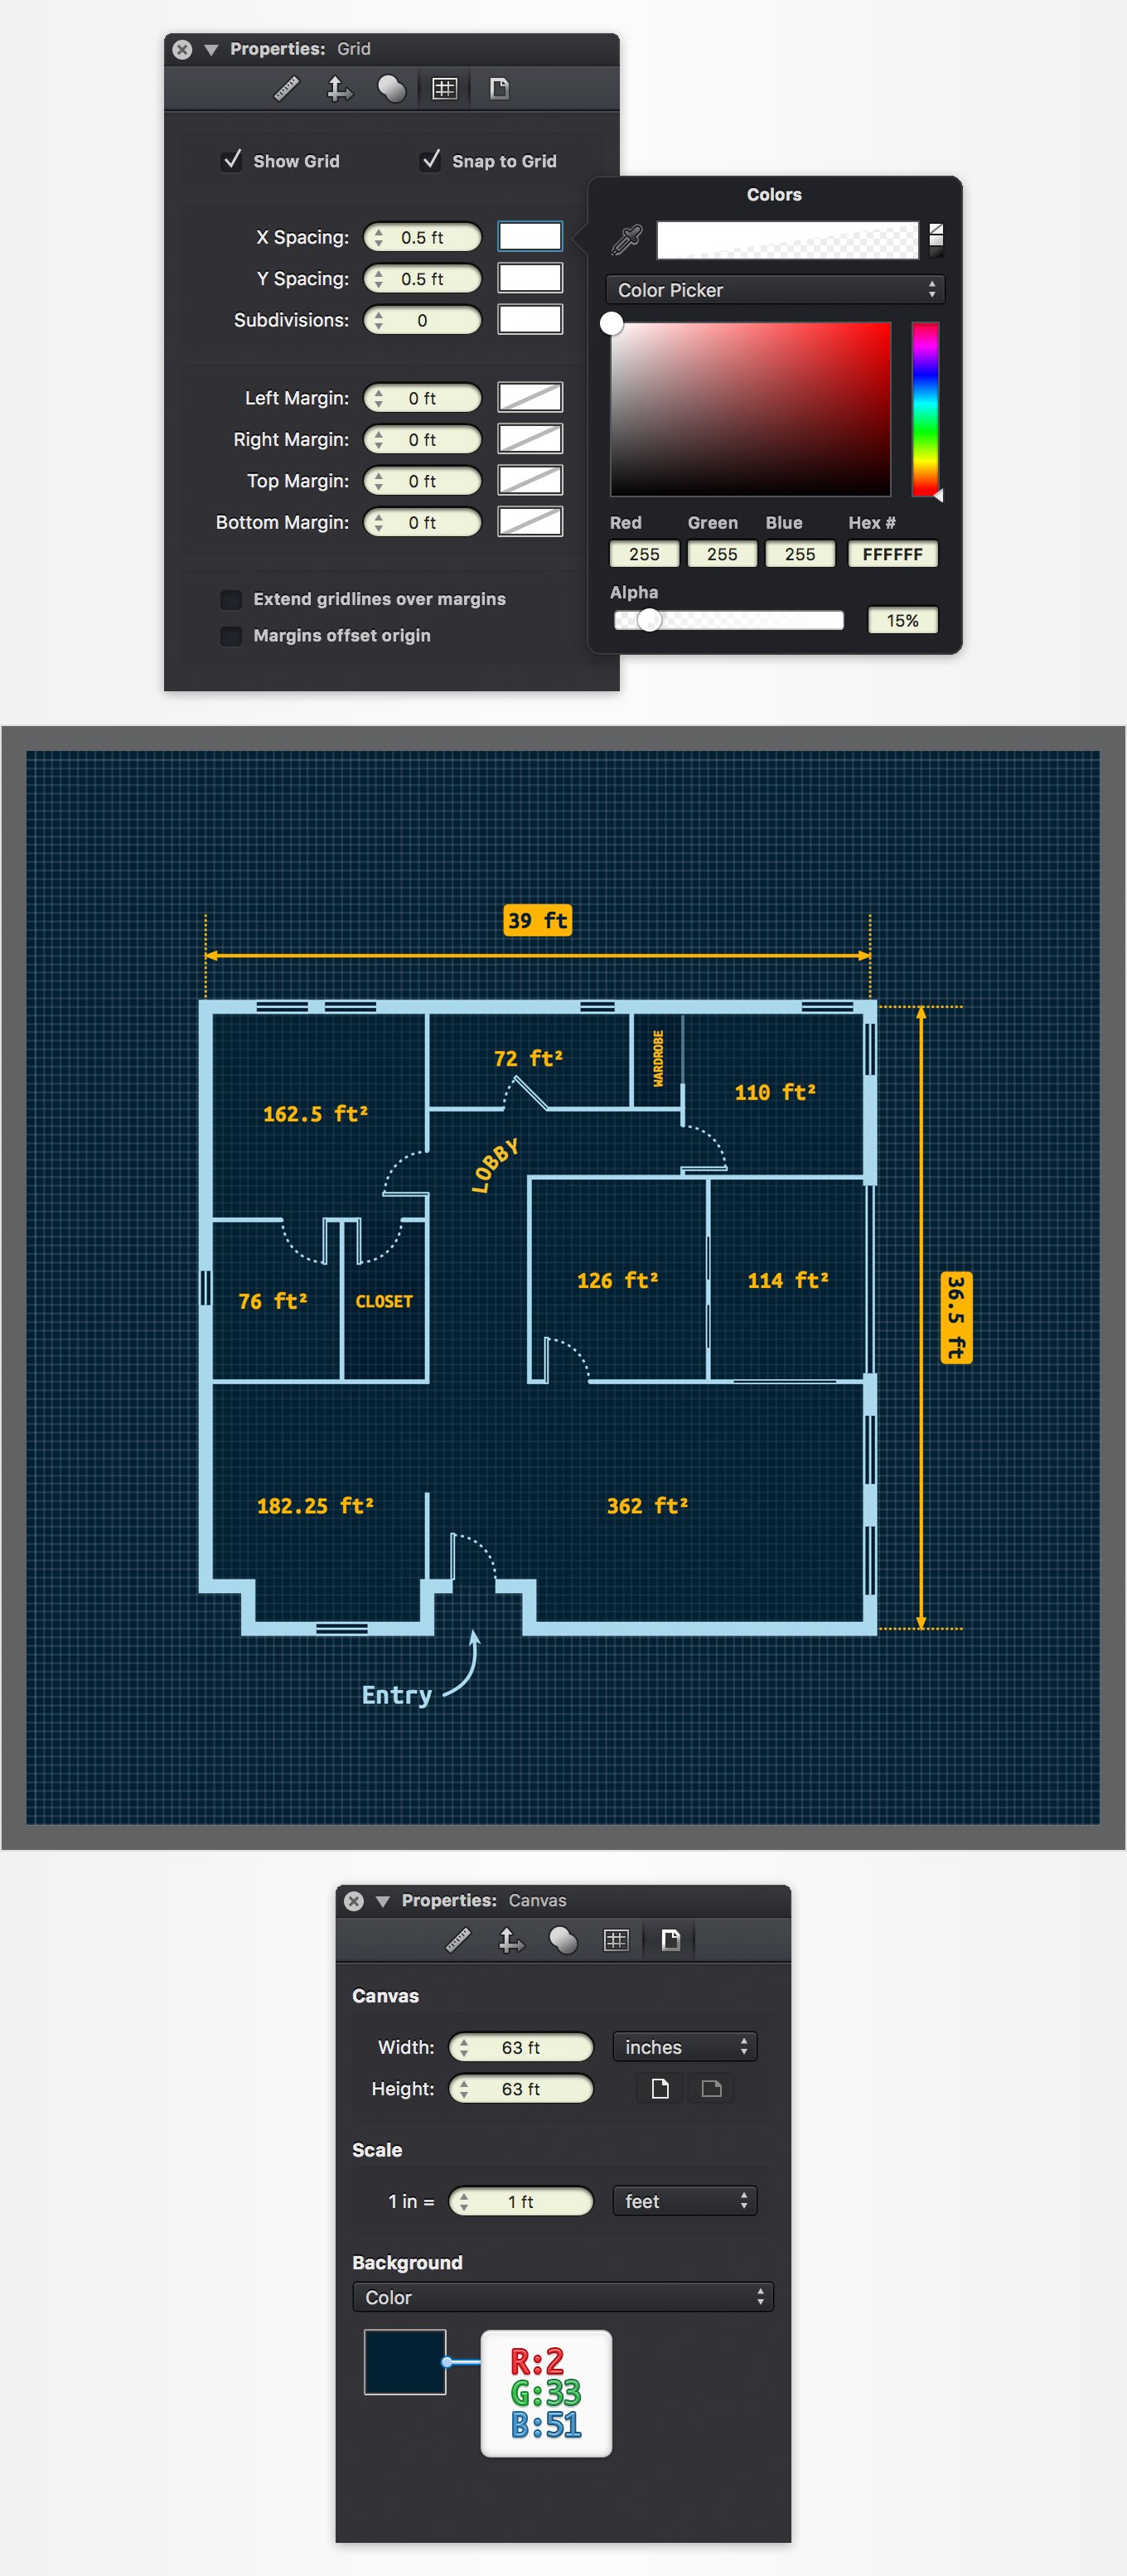 Properties: Grid
Show Grid
Snap to Grid
X Spacing: 0.5 ft
Y Spacing: 0.5 ft
Subdivisions: 0
Left Margin: 0 ft
Right Margin: 0 ft
Top Margin: 0 ft
Bottom Margin: 0 ft
Extend gridlines over margins
Margins offset origin
Colors
Color Picker
Red Green Blue Hex #
255 255 255 FFFFFF
Alpha
15%
39 ft
72 ft²
WARDROBE
110 ft²
162.5 ft²
LOBBY
126 ft²
114 ft²
76 ft²
CLOSET
36.5 ft
182.25 ft²
362 ft²
Entry
Properties: Canvas
Canvas
Width: 63 ft inches
Height: 63 ft
Scale
1 in = 1 ft feet
Background
Color
R:2
G:33
B:51